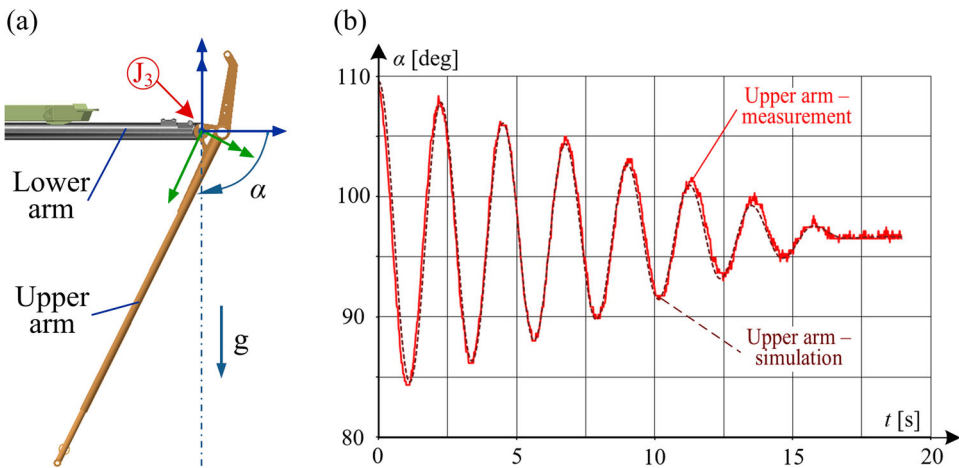 (a)
J3
Lower
arm
α
Upper
arm
g
(b)
α [deg]
110
100
90
80
0
5
10
15
20
t [s]
Upper arm –
measurement
Upper arm –
simulation